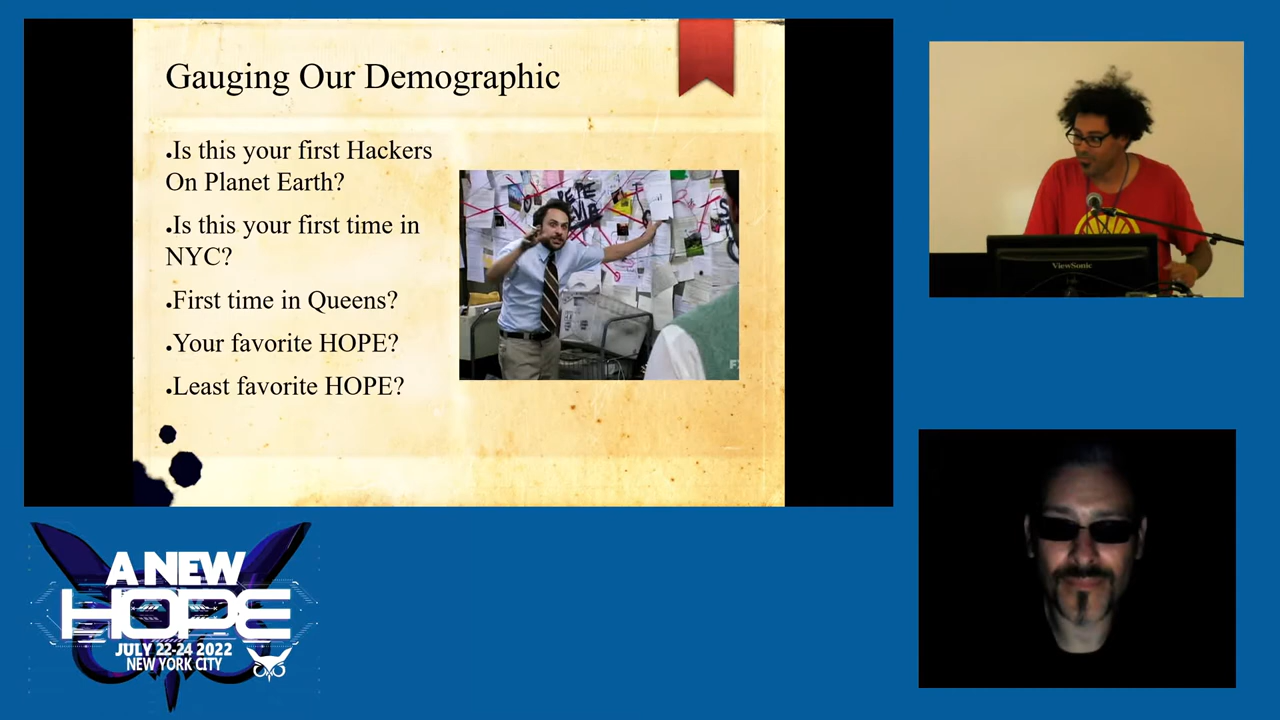 Gauging Our Demographic
●Is this your first Hackers
On Planet Earth?
●Is this your first time in
NYC?
●First time in Queens?
●Your favorite HOPE?
●Least favorite HOPE?
PEPE
FX
ViewSonic
A NEW
HOPE
JULY 22-24 2022
NEW YORK CITY